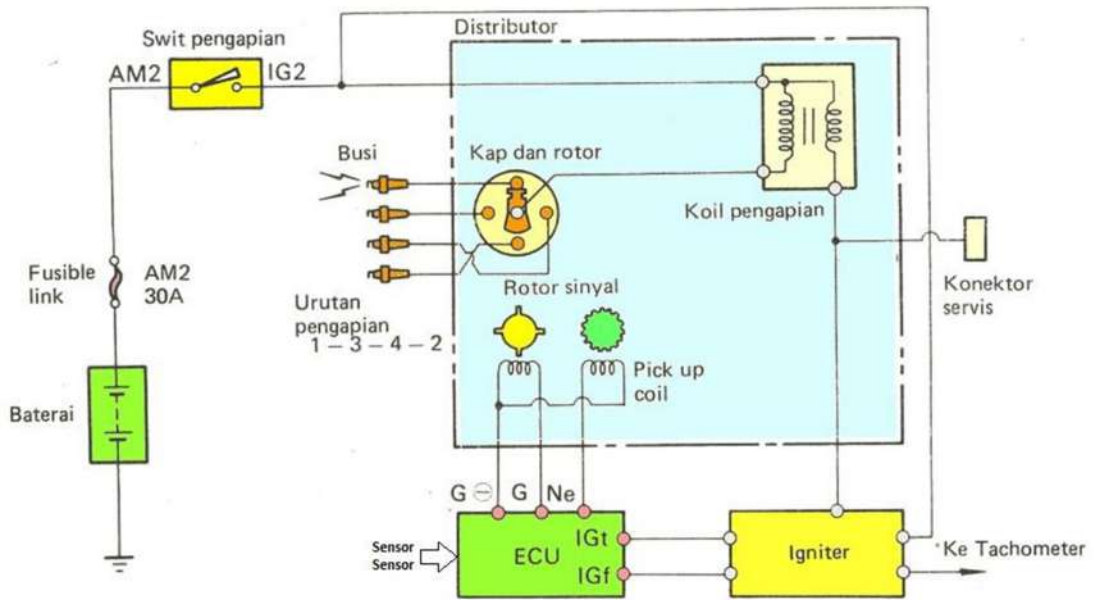 Distributor
Swit pengapian
AM2
IG2
Busi
Kap dan rotor
Koil pengapian
Fusible
link
AM2
30A
Konektor
servis
Urutan
pengapian
1 – 3 – 4 – 2
Rotor sinyal
Pick up
coil
Baterai
G ⊖
G
Ne
Sensor
Sensor
ECU
IGt
IGf
Igniter
Ke Tachometer